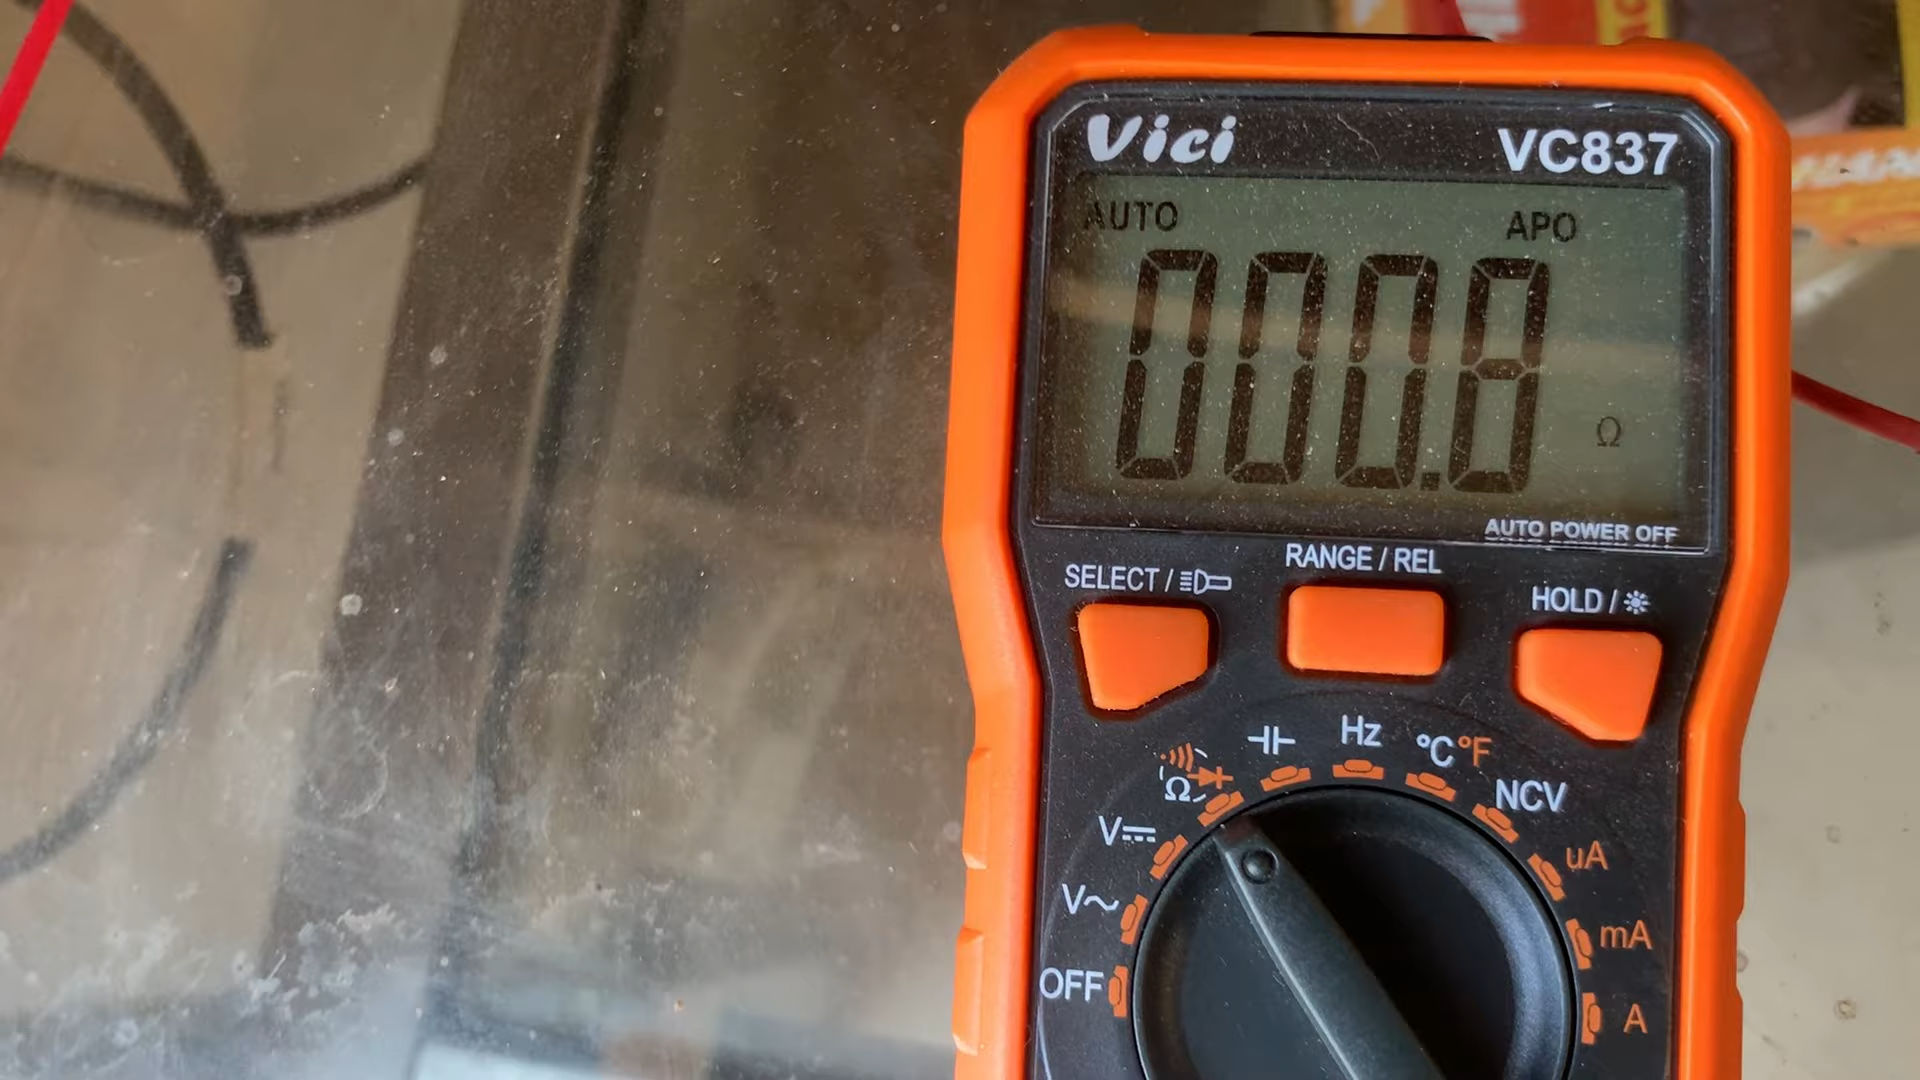 Vici
VC837
AUTO
APO
000.8
Ω
AUTO POWER OFF
SELECT /
RANGE / REL
HOLD /
Hz
°C °F
Ω
NCV
V
uA
V~
mA
OFF
A